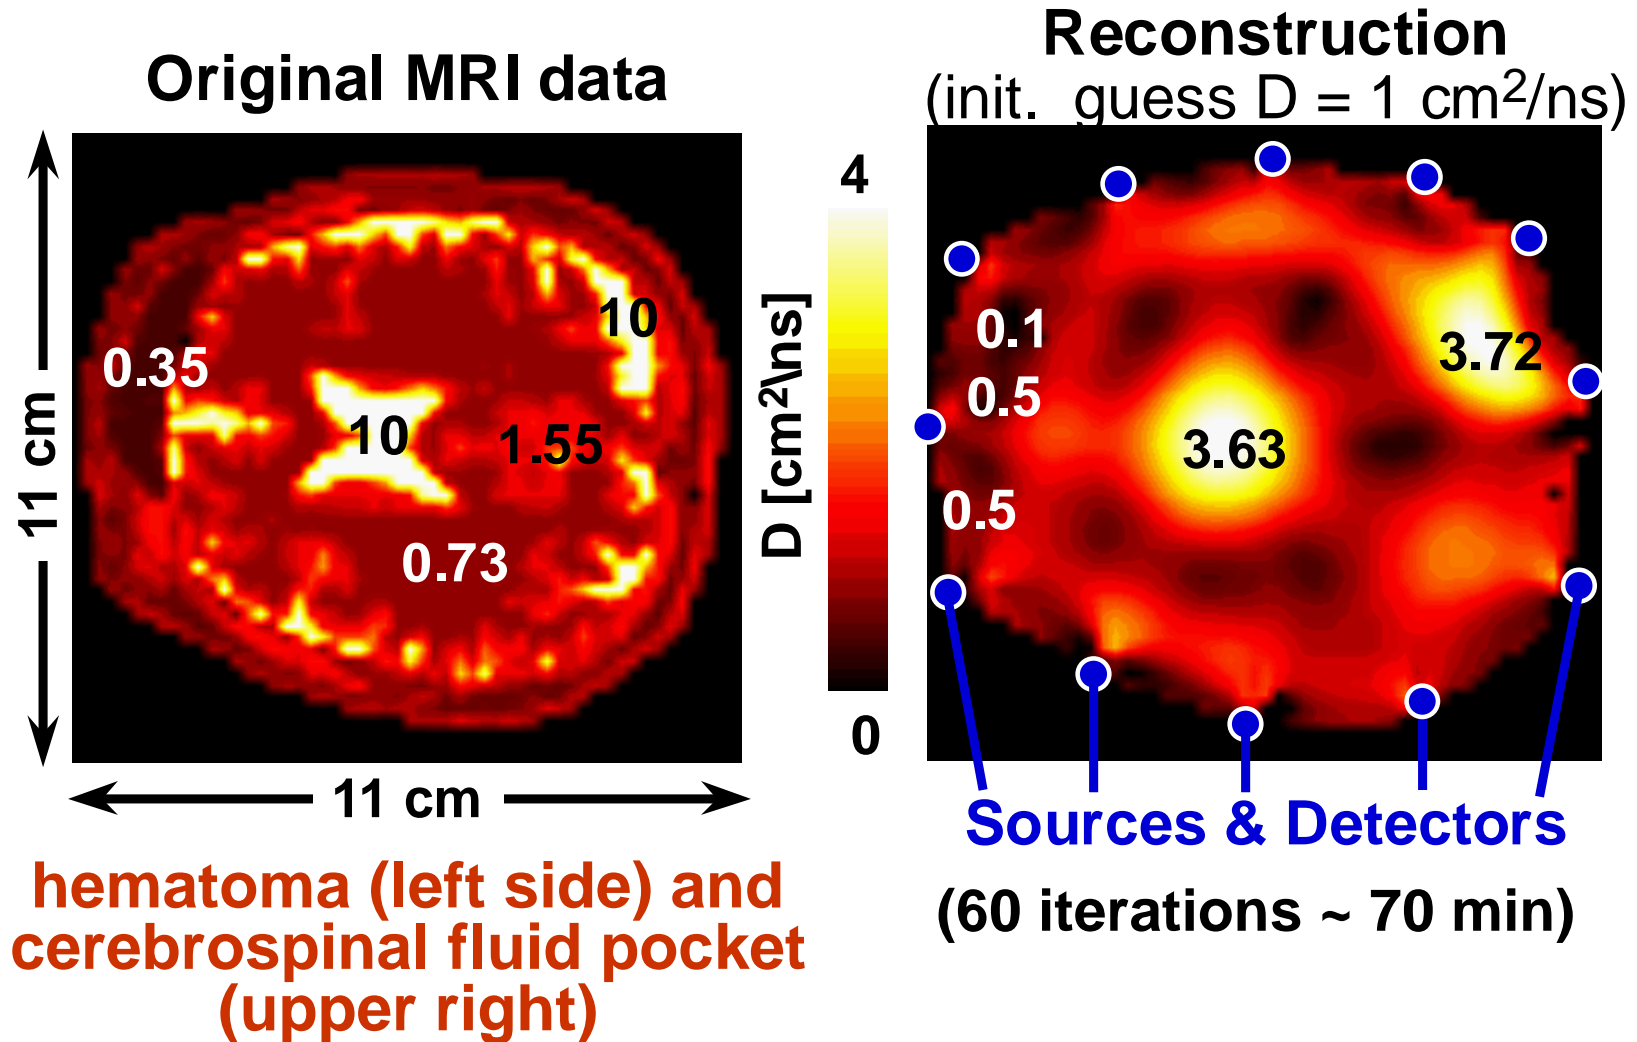 Original MRI data
Reconstruction
(init. guess D = 1 cm²/ns)
11 cm
0.35
10
10
1.55
0.73
11 cm
4
D [cm²\ns]
0
0.1
0.5
0.5
3.63
3.72
Sources & Detectors
(60 iterations ~ 70 min)
hematoma (left side) and
cerebrospinal fluid pocket
(upper right)